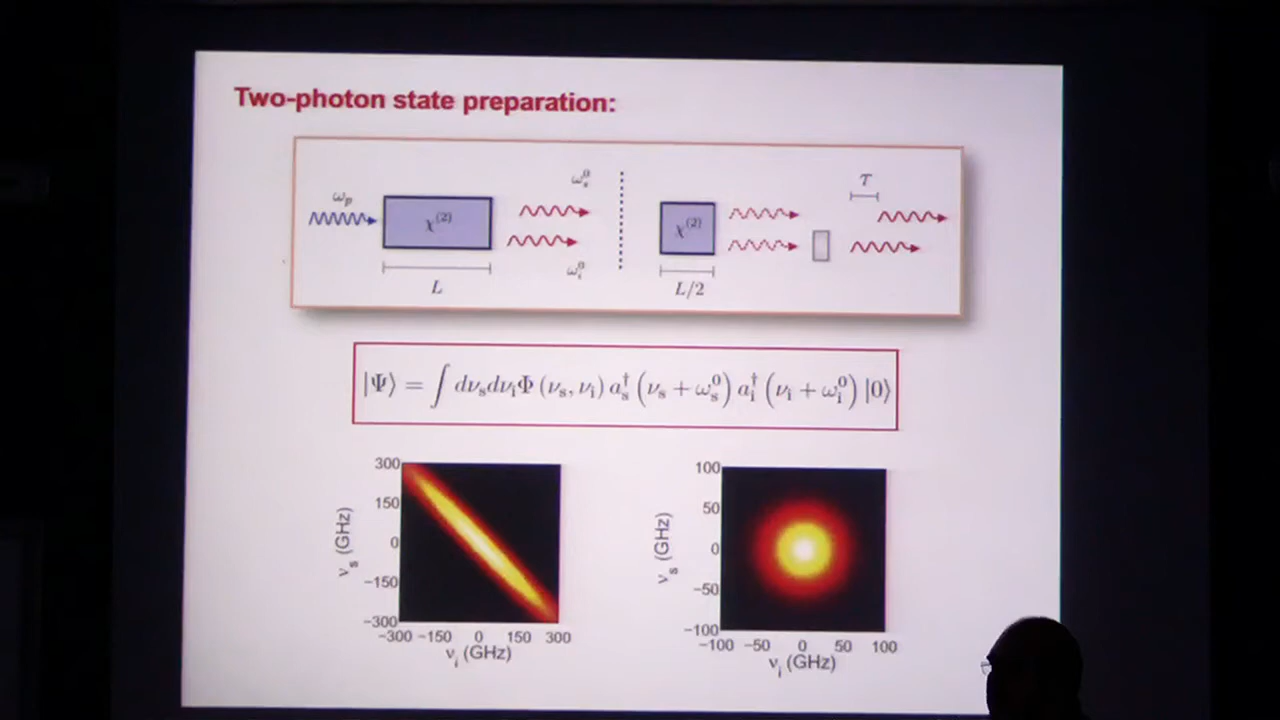 Two-photon state preparation:
ω_p
χ^(2)
L
ω_s^0
ω_i^0
χ^(2)
L/2
τ
|Ψ⟩ = ∫ dν_s dν_i Φ (ν_s, ν_i) a_s^† (ν_s + ω_s^0) a_i^† (ν_i + ω_i^0) |0⟩
300
150
0
−150
−300
−300 −150 0 150 300
ν_s (GHz)
ν_i (GHz)
100
50
0
−50
−100
−100 −50 0 50 100
ν_s (GHz)
ν_i (GHz)